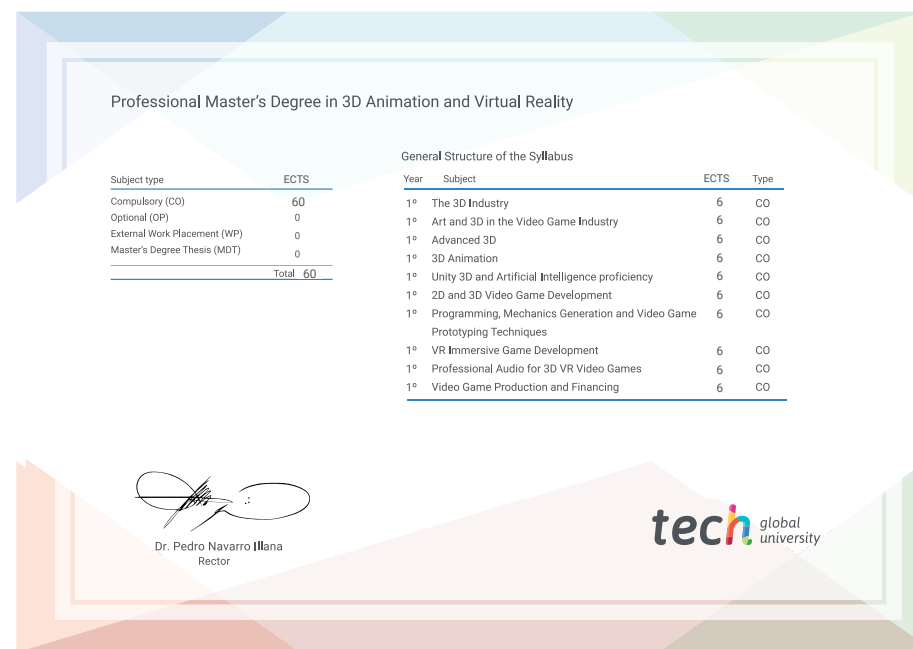 Professional Master's Degree in 3D Animation and Virtual Reality
Subject type ECTS
Compulsory (CO) 60
Optional (OP) 0
External Work Placement (WP) 0
Master's Degree Thesis (MDT) 0
Total 60
General Structure of the Syllabus
Year Subject ECTS Type
1º The 3D Industry 6 CO
1º Art and 3D in the Video Game Industry 6 CO
1º Advanced 3D 6 CO
1º 3D Animation 6 CO
1º Unity 3D and Artificial Intelligence proficiency 6 CO
1º 2D and 3D Video Game Development 6 CO
1º Programming, Mechanics Generation and Video Game 6 CO
Prototyping Techniques
1º VR Immersive Game Development 6 CO
1º Professional Audio for 3D VR Video Games 6 CO
1º Video Game Production and Financing 6 CO
Dr. Pedro Navarro Illana
Rector
tech global
university